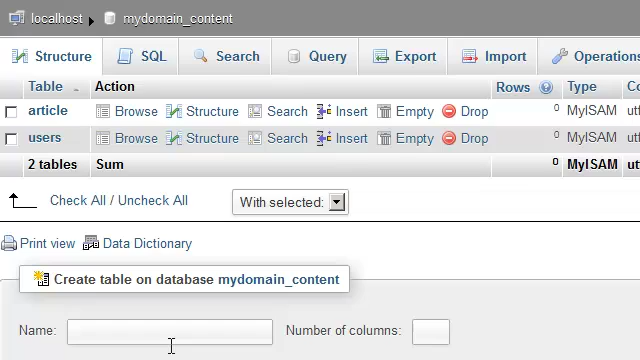 localhost mydomain_content
Structure SQL Search Query Export Import Operations
Table Action Rows Type Co
article Browse Structure Search Insert Empty Drop 0 MyISAM utf
users Browse Structure Search Insert Empty Drop 0 MyISAM utf
2 tables Sum 0 MyISAM utf
Check All / Uncheck All With selected:
Print view Data Dictionary
Create table on database mydomain_content
Name: Number of columns: